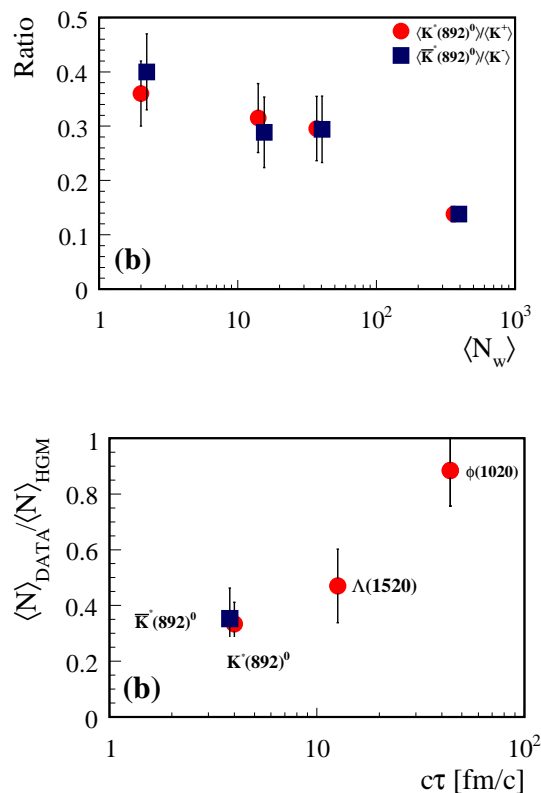 Ratio
0.5
0.4
0.3
0.2
0.1
0
⟨K*(892)⁰⟩/⟨K⁺⟩
⟨K̅*(892)⁰⟩/⟨K⁻⟩
(b)
1 10 10² 10³
⟨N_w⟩
⟨N⟩_DATA/⟨N⟩_HGM
1
0.8
0.6
0.4
0.2
0
ϕ(1020)
Λ(1520)
K̅*(892)⁰
K*(892)⁰
(b)
1 10 10²
cτ [fm/c]